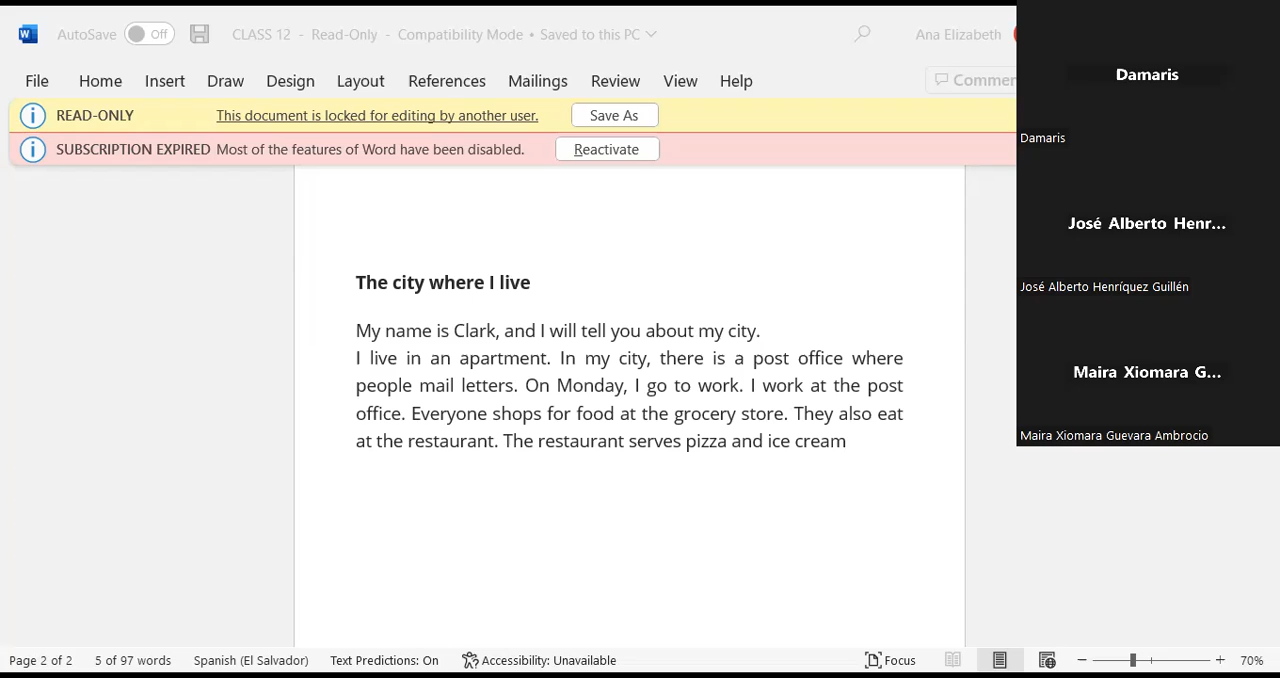 AutoSave Off CLASS 12 - Read-Only - Compatibility Mode • Saved to this PC Ana Elizabeth
File Home Insert Draw Design Layout References Mailings Review View Help Commen
READ-ONLY This document is locked for editing by another user. Save As
SUBSCRIPTION EXPIRED Most of the features of Word have been disabled. Reactivate
The city where I live
My name is Clark, and I will tell you about my city.
I live in an apartment. In my city, there is a post office where
people mail letters. On Monday, I go to work. I work at the post
office. Everyone shops for food at the grocery store. They also eat
at the restaurant. The restaurant serves pizza and ice cream
Damaris
Damaris
José Alberto Henr...
José Alberto Henríquez Guillén
Maira Xiomara G...
Maira Xiomara Guevara Ambrocio
Page 2 of 2 5 of 97 words Spanish (El Salvador) Text Predictions: On Accessibility: Unavailable Focus 70%